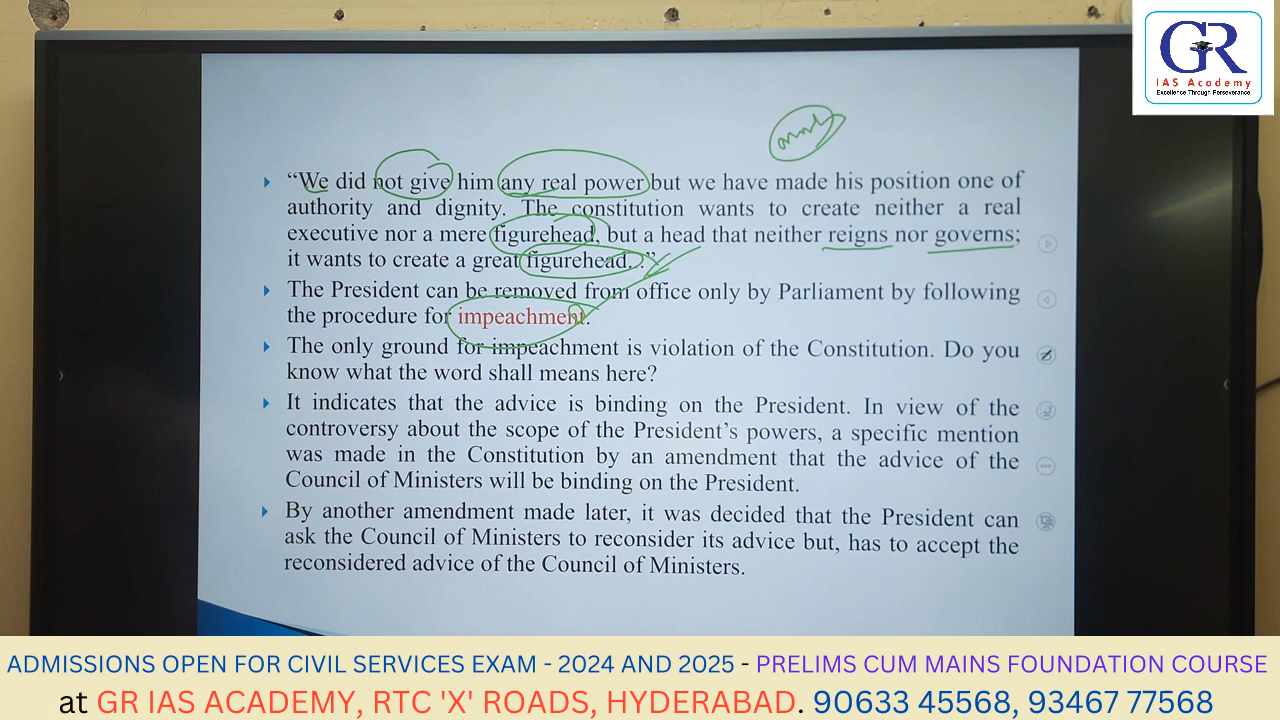 GR
IAS Academy
Excellence Through Perseverance
“We did not give him any real power but we have made his position one of
authority and dignity. The constitution wants to create neither a real
executive nor a mere figurehead, but a head that neither reigns nor governs;
it wants to create a great figurehead…”
The President can be removed from office only by Parliament by following
the procedure for impeachment.
The only ground for impeachment is violation of the Constitution. Do you
know what the word shall means here?
It indicates that the advice is binding on the President. In view of the
controversy about the scope of the President’s powers, a specific mention
was made in the Constitution by an amendment that the advice of the
Council of Ministers will be binding on the President.
By another amendment made later, it was decided that the President can
ask the Council of Ministers to reconsider its advice but, has to accept the
reconsidered advice of the Council of Ministers.
ADMISSIONS OPEN FOR CIVIL SERVICES EXAM - 2024 AND 2025 - PRELIMS CUM MAINS FOUNDATION COURSE
at GR IAS ACADEMY, RTC 'X' ROADS, HYDERABAD. 90633 45568, 93467 77568